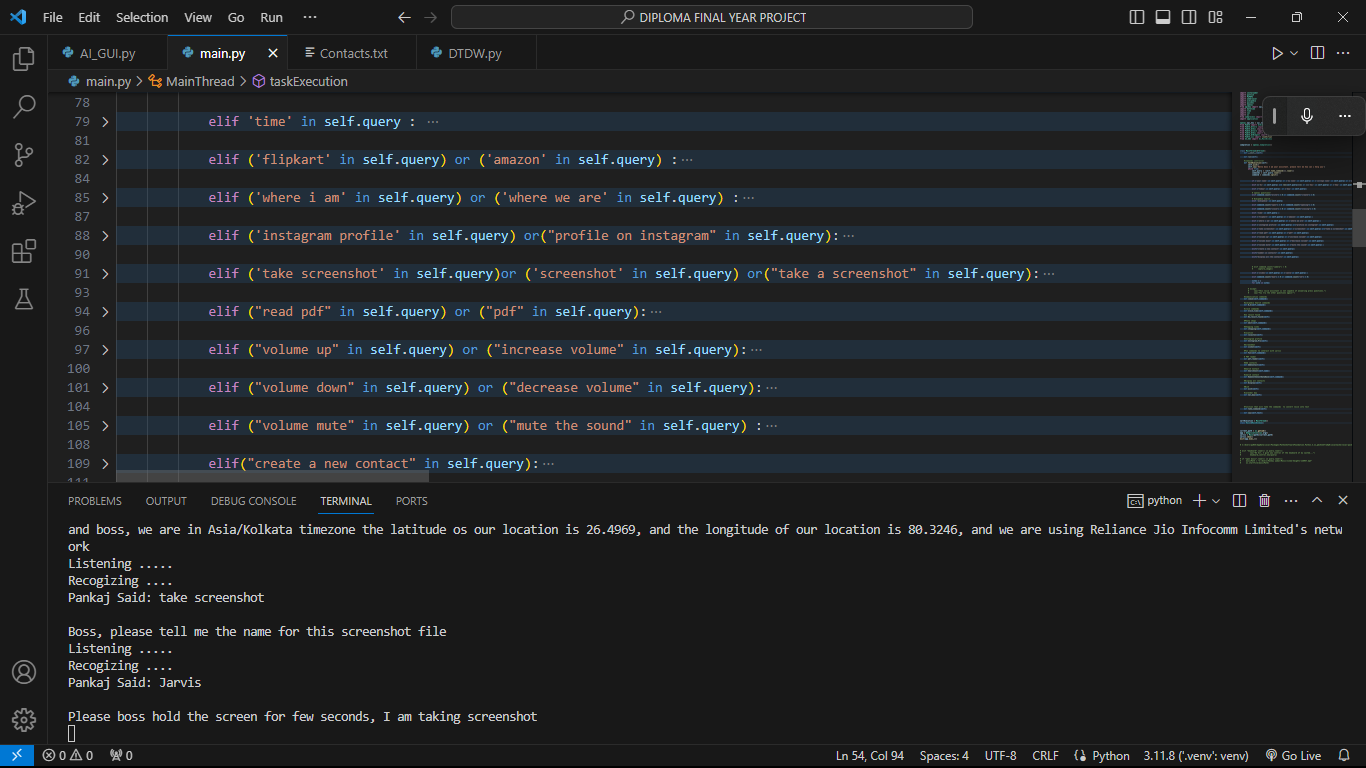 File Edit Selection View Go Run ··· DIPLOMA FINAL YEAR PROJECT
AI_GUI.py main.py Contacts.txt DTDW.py
main.py > MainThread > taskExecution
78
79 > elif 'time' in self.query : ···
81
82 > elif ('flipkart' in self.query) or ('amazon' in self.query) :···
84
85 > elif ('where i am' in self.query) or ('where we are' in self.query) :···
87
88 > elif ('instagram profile' in self.query) or("profile on instagram" in self.query):···
90
91 > elif ('take screenshot' in self.query)or ('screenshot' in self.query) or("take a screenshot" in self.query):···
93
94 > elif ("read pdf" in self.query) or ("pdf" in self.query):···
96
97 > elif ("volume up" in self.query) or ("increase volume" in self.query):···
100
101 > elif ("volume down" in self.query) or ("decrease volume" in self.query):···
104
105 > elif ("volume mute" in self.query) or ("mute the sound" in self.query) :···
108
109 > elif("create a new contact" in self.query):···
111
PROBLEMS OUTPUT DEBUG CONSOLE TERMINAL PORTS python
and boss, we are in Asia/Kolkata timezone the latitude os our location is 26.4969, and the longitude of our location is 80.3246, and we are using Reliance Jio Infocomm Limited's netw
ork
Listening .....
Recogizing ....
Pankaj Said: take screenshot
Boss, please tell me the name for this screenshot file
Listening .....
Recogizing ....
Pankaj Said: Jarvis
Please boss hold the screen for few seconds, I am taking screenshot
0 0 0 Ln 54, Col 94 Spaces: 4 UTF-8 CRLF Python 3.11.8 ('.venv': venv) Go Live